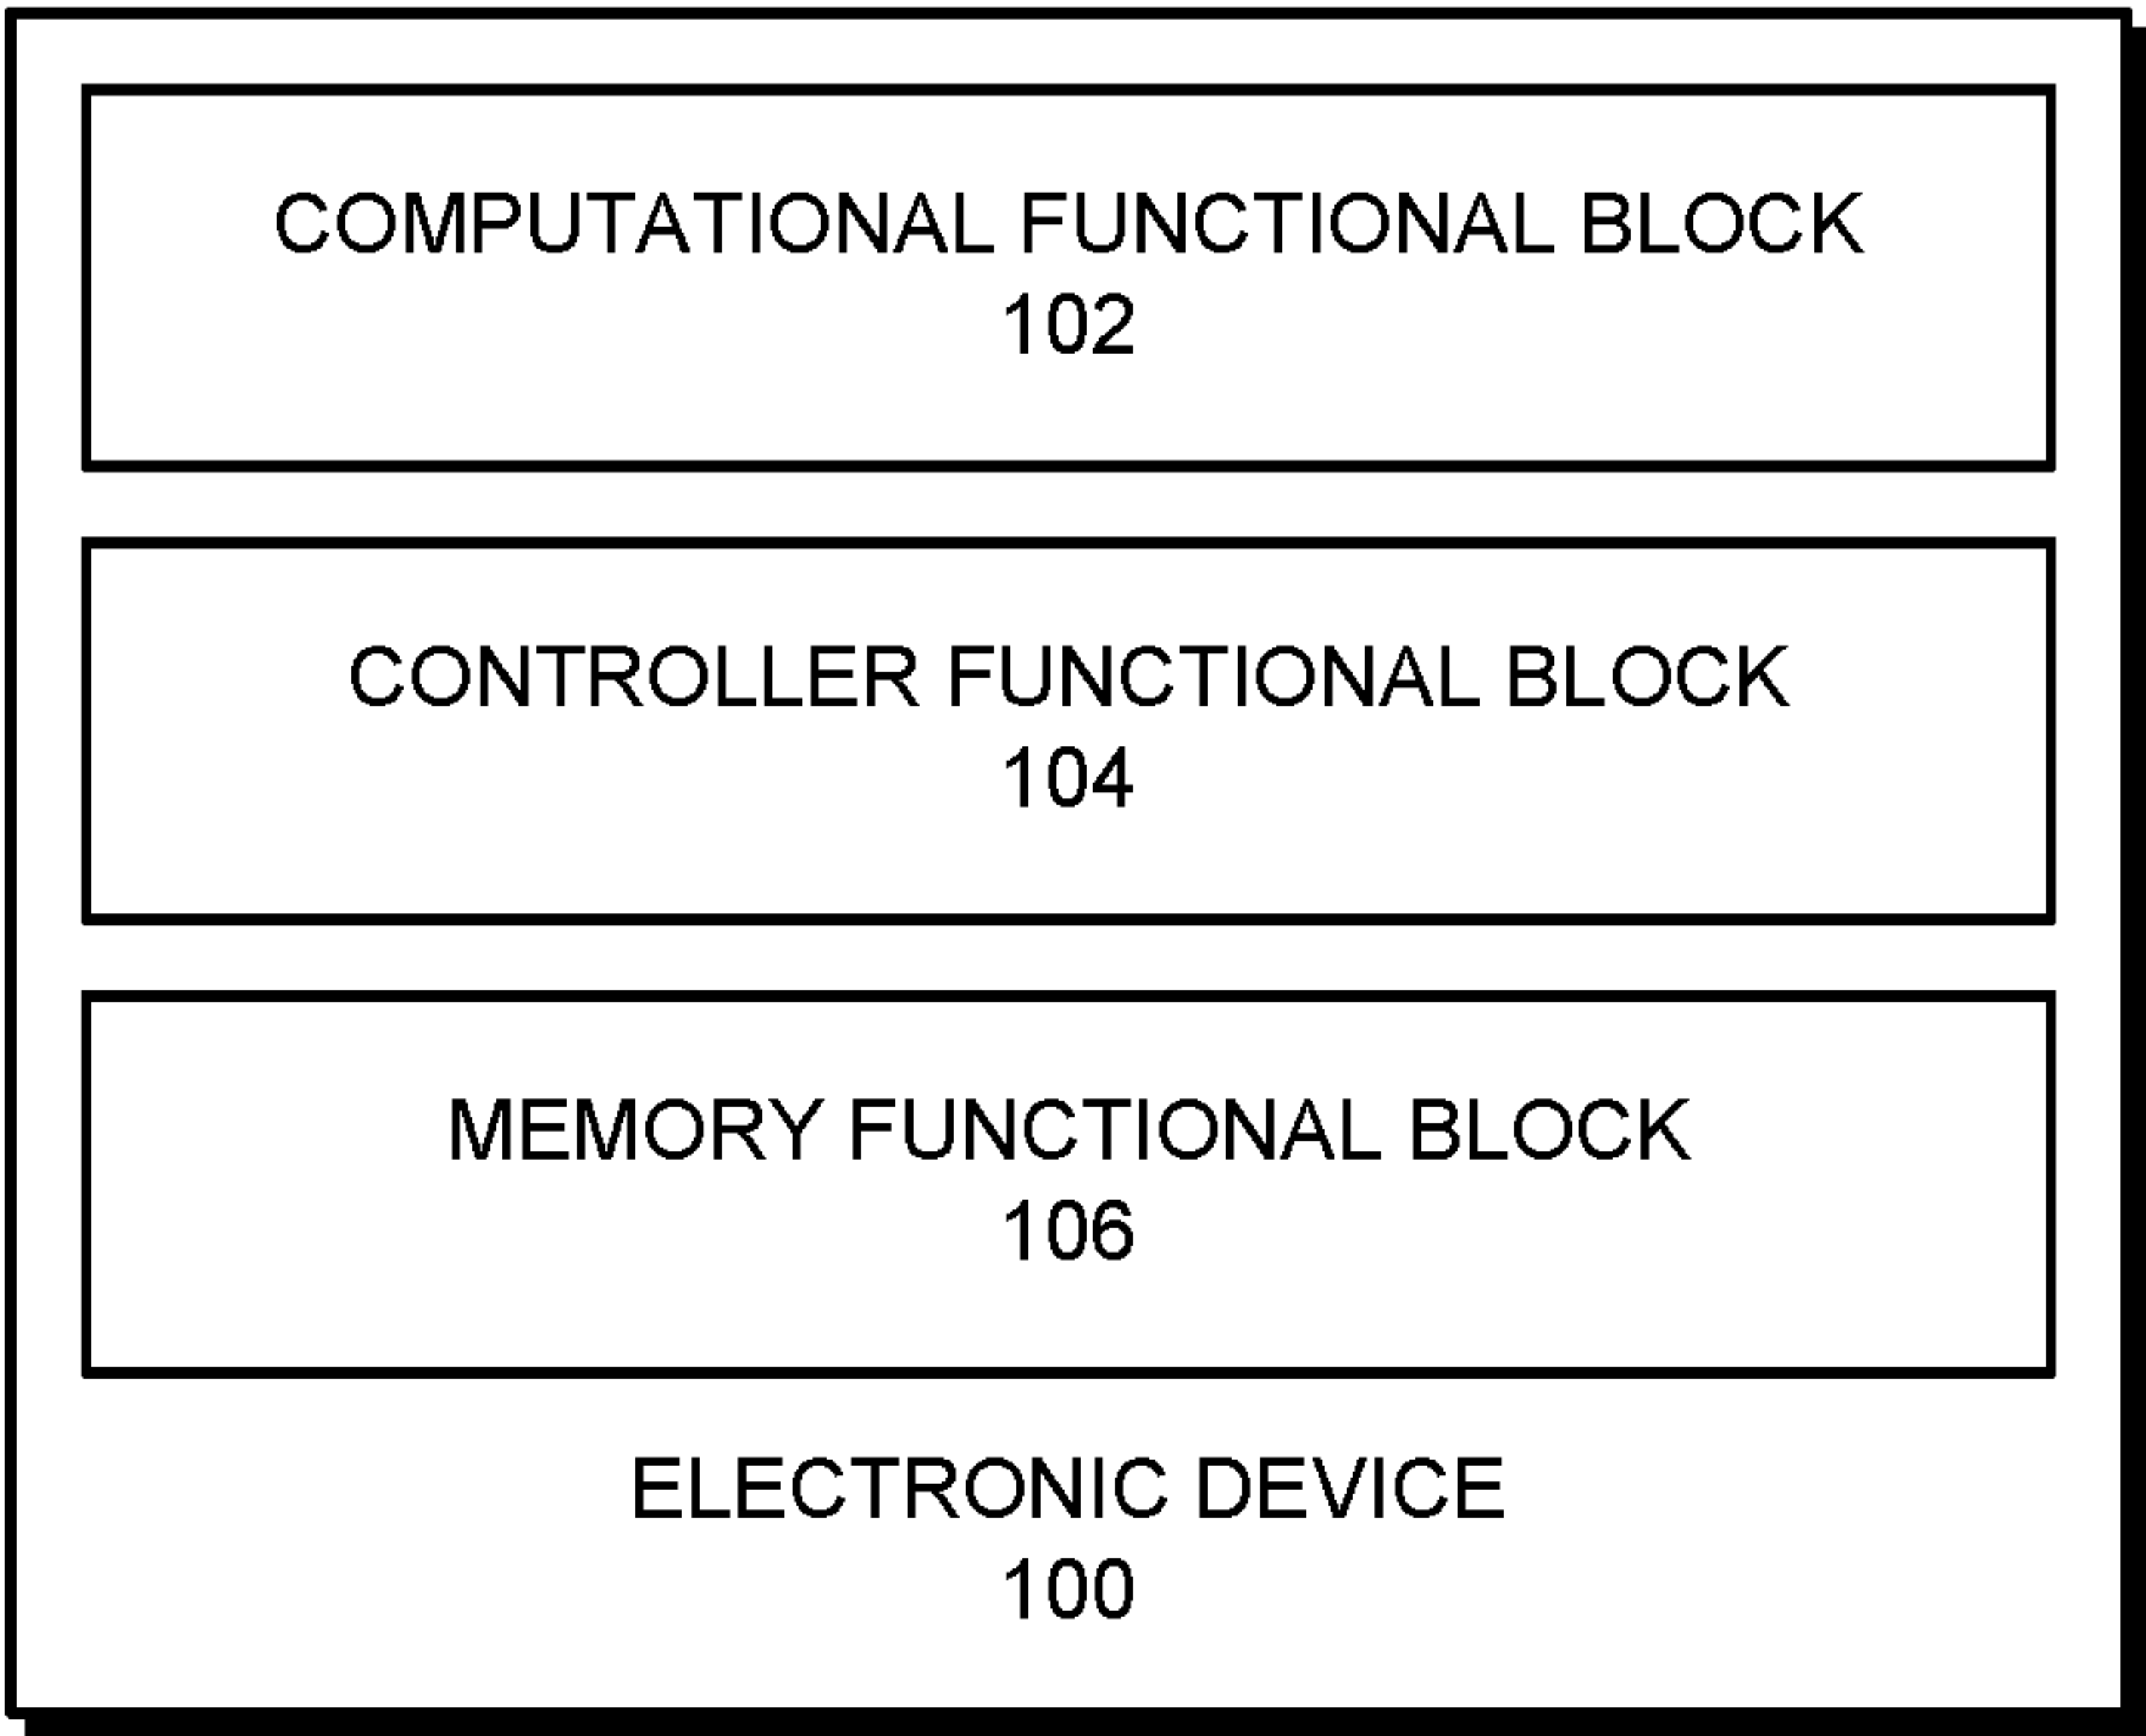 COMPUTATIONAL FUNCTIONAL BLOCK
102
CONTROLLER FUNCTIONAL BLOCK
104
MEMORY FUNCTIONAL BLOCK
106
ELECTRONIC DEVICE
100